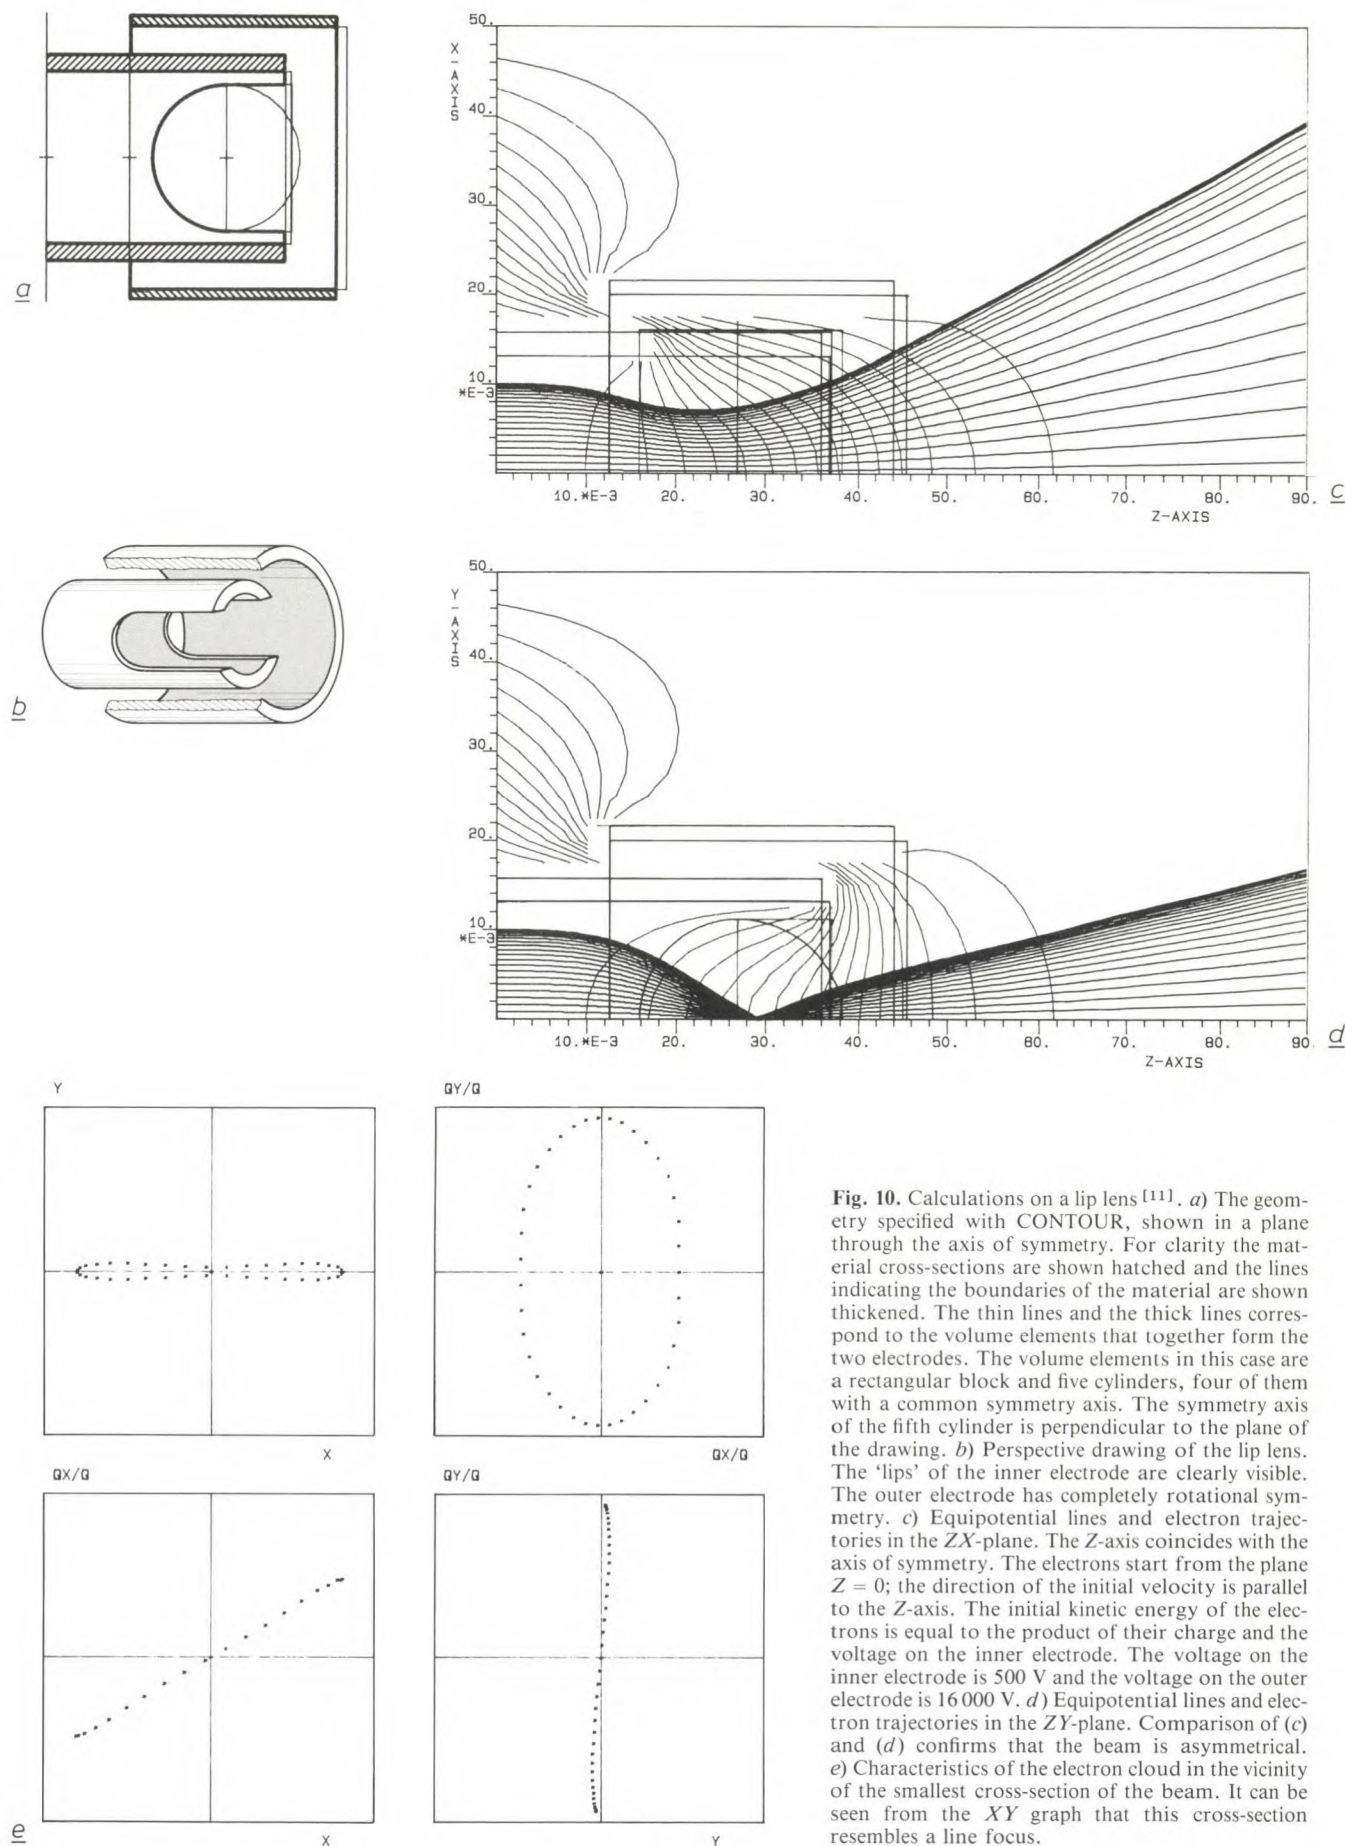 a
50.
X
-
A
X
I
S
40.
30.
20.
10.
*E-3
10.*E-3 20. 30. 40. 50. 60. 70. 80. 90.
Z-AXIS
c
b
50.
Y
-
A
X
I
S
40.
30.
20.
10.
*E-3
10.*E-3 20. 30. 40. 50. 60. 70. 80. 90.
Z-AXIS
d
Y
X
QY/Q
QX/Q
QX/Q
X
QY/Q
Y
e
Fig. 10. Calculations on a lip lens [11]. a) The geom-
etry specified with CONTOUR, shown in a plane
through the axis of symmetry. For clarity the mat-
erial cross-sections are shown hatched and the lines
indicating the boundaries of the material are shown
thickened. The thin lines and the thick lines corres-
pond to the volume elements that together form the
two electrodes. The volume elements in this case are
a rectangular block and five cylinders, four of them
with a common symmetry axis. The symmetry axis
of the fifth cylinder is perpendicular to the plane of
the drawing. b) Perspective drawing of the lip lens.
The ‘lips’ of the inner electrode are clearly visible.
The outer electrode has completely rotational sym-
metry. c) Equipotential lines and electron trajec-
tories in the ZX-plane. The Z-axis coincides with the
axis of symmetry. The electrons start from the plane
Z = 0; the direction of the initial velocity is parallel
to the Z-axis. The initial kinetic energy of the elec-
trons is equal to the product of their charge and the
voltage on the inner electrode. The voltage on the
inner electrode is 500 V and the voltage on the outer
electrode is 16 000 V. d) Equipotential lines and elec-
tron trajectories in the ZY-plane. Comparison of (c)
and (d) confirms that the beam is asymmetrical.
e) Characteristics of the electron cloud in the vicinity
of the smallest cross-section of the beam. It can be
seen from the XY graph that this cross-section
resembles a line focus.